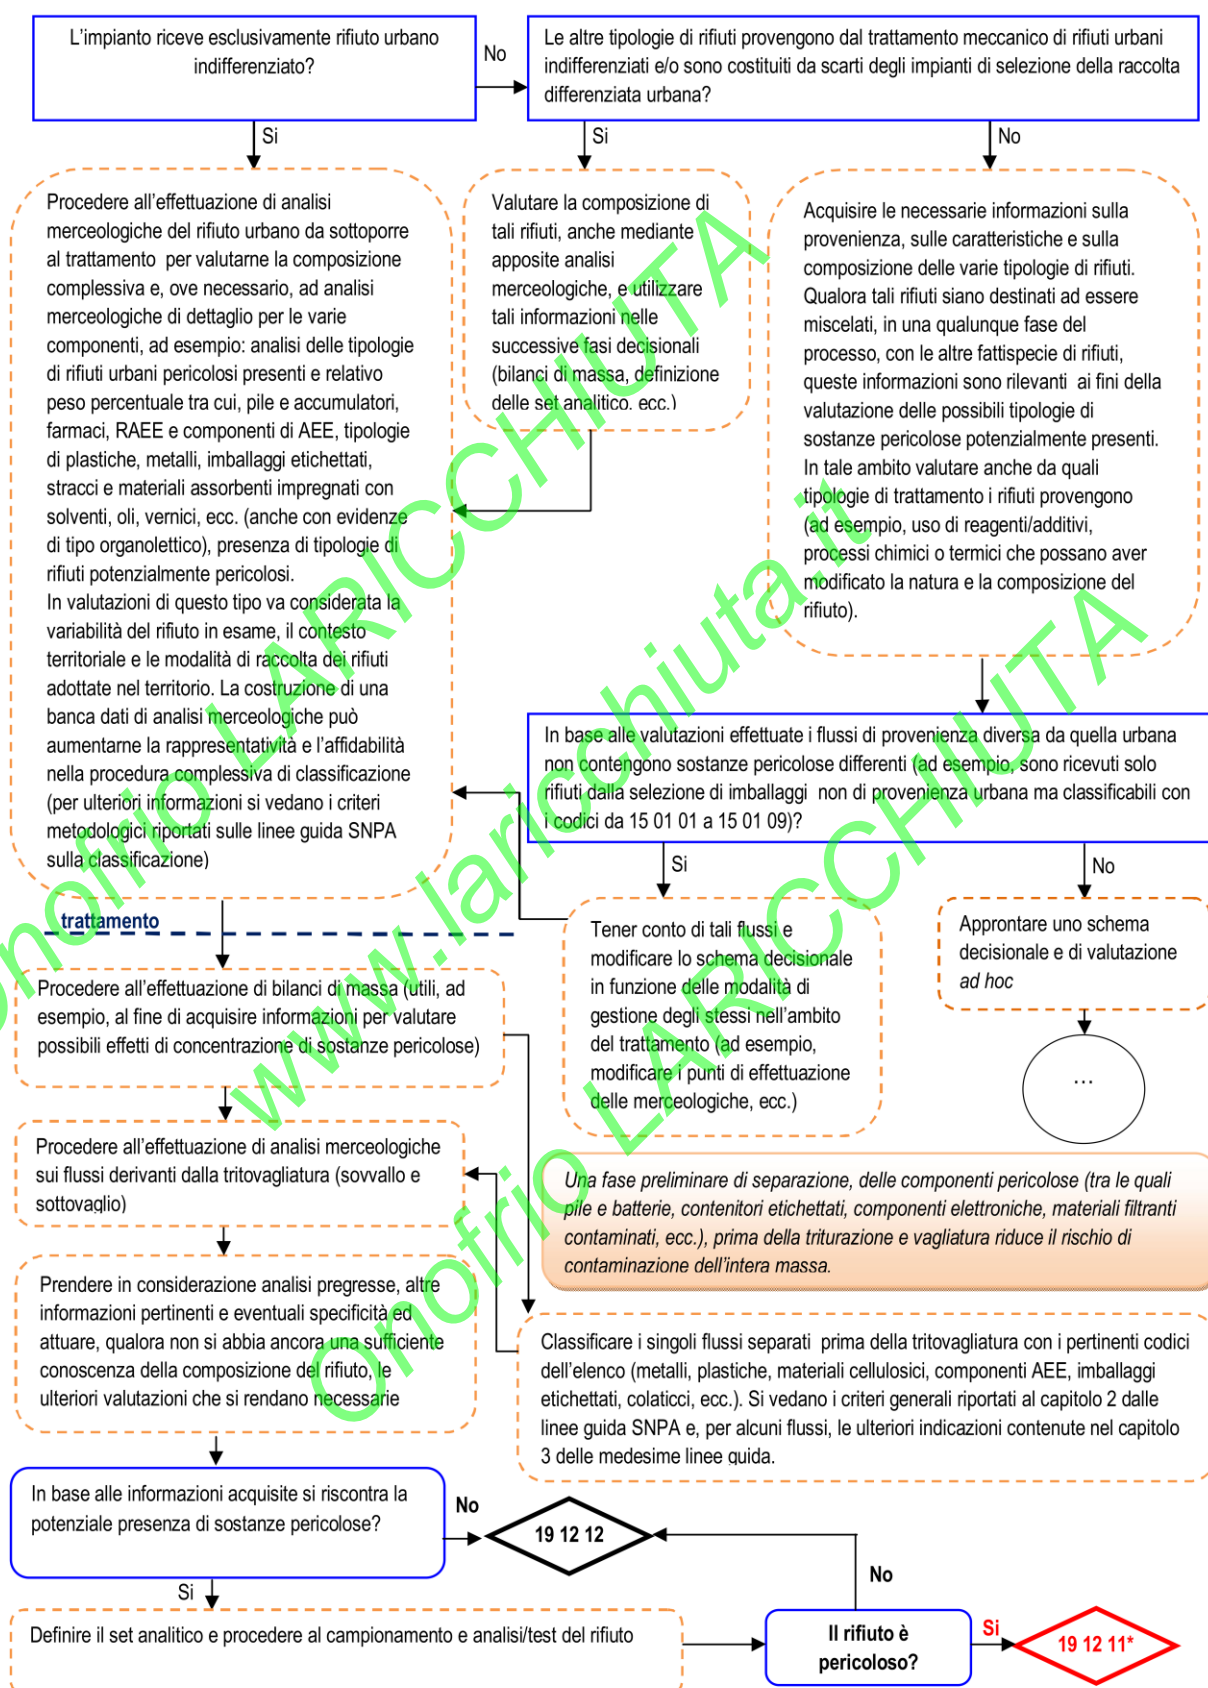 L'impianto riceve esclusivamente rifiuto urbano
indifferenziato?
No
Le altre tipologie di rifiuti provengono dal trattamento meccanico di rifiuti urbani
indifferenziati e/o sono costituiti da scarti degli impianti di selezione della raccolta
differenziata urbana?
Si
Si
No
Procedere all'effettuazione di analisi
merceologiche del rifiuto urbano da sottoporre
al trattamento per valutarne la composizione
complessiva e, ove necessario, ad analisi
merceologiche di dettaglio per le varie
componenti, ad esempio: analisi delle tipologie
di rifiuti urbani pericolosi presenti e relativo
peso percentuale tra cui, pile e accumulatori,
farmaci, RAEE e componenti di AEE, tipologie
di plastiche, metalli, imballaggi etichettati,
stracci e materiali assorbenti impregnati con
solventi, oli, vernici, ecc. (anche con evidenze
di tipo organolettico), presenza di tipologie di
rifiuti potenzialmente pericolosi.
In valutazioni di questo tipo va considerata la
variabilità del rifiuto in esame, il contesto
territoriale e le modalità di raccolta dei rifiuti
adottate nel territorio. La costruzione di una
banca dati di analisi merceologiche può
aumentarne la rappresentatività e l'affidabilità
nella procedura complessiva di classificazione
(per ulteriori informazioni si vedano i criteri
metodologici riportati sulle linee guida SNPA
sulla classificazione)
Valutare la composizione di
tali rifiuti, anche mediante
apposite analisi
merceologiche, e utilizzare
tali informazioni nelle
successive fasi decisionali
(bilanci di massa, definizione
delle set analitico, ecc.)
Acquisire le necessarie informazioni sulla
provenienza, sulle caratteristiche e sulla
composizione delle varie tipologie di rifiuti.
Qualora tali rifiuti siano destinati ad essere
miscelati, in una qualunque fase del
processo, con le altre fattispecie di rifiuti,
queste informazioni sono rilevanti ai fini della
valutazione delle possibili tipologie di
sostanze pericolose potenzialmente presenti.
In tale ambito valutare anche da quali
tipologie di trattamento i rifiuti provengono
(ad esempio, uso di reagenti/additivi,
processi chimici o termici che possano aver
modificato la natura e la composizione del
rifiuto).
In base alle valutazioni effettuate i flussi di provenienza diversa da quella urbana
non contengono sostanze pericolose differenti (ad esempio, sono ricevuti solo
rifiuti dalla selezione di imballaggi non di provenienza urbana ma classificabili con
i codici da 15 01 01 a 15 01 09)?
Si
No
trattamento
Tener conto di tali flussi e
modificare lo schema decisionale
in funzione delle modalità di
gestione degli stessi nell'ambito
del trattamento (ad esempio,
modificare i punti di effettuazione
delle merceologiche, ecc.)
Approntare uno schema
decisionale e di valutazione
ad hoc
...
Procedere all'effettuazione di bilanci di massa (utili, ad
esempio, al fine di acquisire informazioni per valutare
possibili effetti di concentrazione di sostanze pericolose)
Procedere all'effettuazione di analisi merceologiche
sui flussi derivanti dalla tritovagliatura (sovvallo e
sottovaglio)
Una fase preliminare di separazione, delle componenti pericolose (tra le quali
pile e batterie, contenitori etichettati, componenti elettroniche, materiali filtranti
contaminati, ecc.), prima della triturazione e vagliatura riduce il rischio di
contaminazione dell'intera massa.
Prendere in considerazione analisi pregresse, altre
informazioni pertinenti e eventuali specificità ed
attuare, qualora non si abbia ancora una sufficiente
conoscenza della composizione del rifiuto, le
ulteriori valutazioni che si rendano necessarie
Classificare i singoli flussi separati prima della tritovagliatura con i pertinenti codici
dell'elenco (metalli, plastiche, materiali cellulosici, componenti AEE, imballaggi
etichettati, colaticci, ecc.). Si vedano i criteri generali riportati al capitolo 2 dalle
linee guida SNPA e, per alcuni flussi, le ulteriori indicazioni contenute nel capitolo
3 delle medesime linee guida.
In base alle informazioni acquisite si riscontra la
potenziale presenza di sostanze pericolose?
No
19 12 12
No
Si
Definire il set analitico e procedere al campionamento e analisi/test del rifiuto
Il rifiuto è
pericoloso?
Si
19 12 11*
Onofrio LARICCHIUTA
www.laricchiuta.it
Onofrio LARICCHIUTA